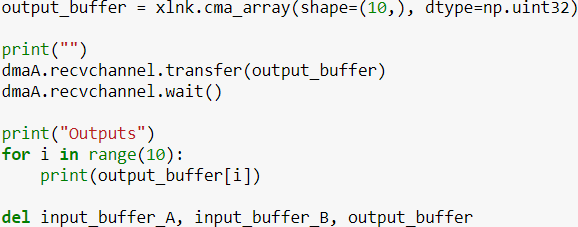 output_buffer = xlnk.cma_array(shape=(10,), dtype=np.uint32)
print("")
dmaA.recvchannel.transfer(output_buffer)
dmaA.recvchannel.wait()
print("Outputs")
for i in range(10):
    print(output_buffer[i])
del input_buffer_A, input_buffer_B, output_buffer